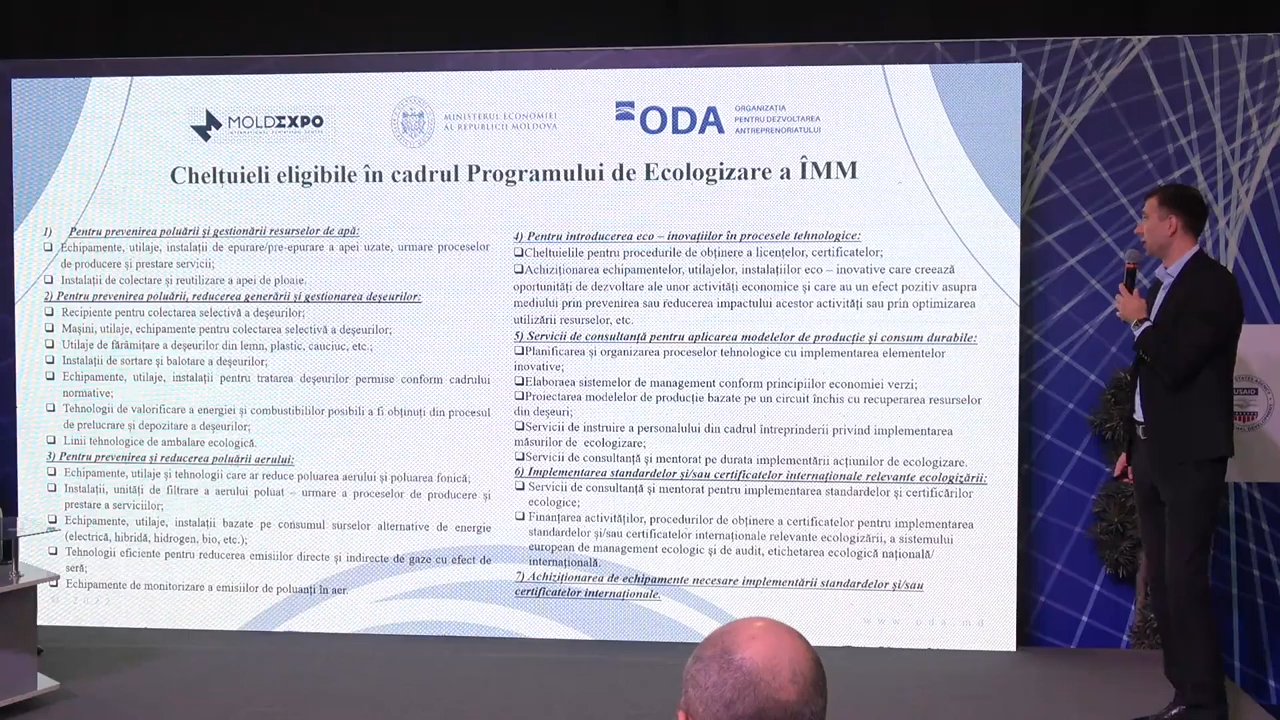 MOLDEXPO
INTERNATIONAL EXHIBITION CENTRE
MINISTERUL ECONOMIEI
AL REPUBLICII MOLDOVA
ODA
ORGANIZAȚIA
PENTRU DEZVOLTAREA
ANTREPRENORIATULUI
Cheltuieli eligibile în cadrul Programului de Ecologizare a ÎMM
1) Pentru prevenirea poluării și gestionării resurselor de apă:
Echipamente, utilaje, instalații de epurare/pre-epurare a apei uzate, urmare proceselor
de producere și prestare servicii;
Instalații de colectare și reutilizare a apei de ploaie.
2) Pentru prevenirea poluării, reducerea generării și gestionarea deșeurilor:
Recipiente pentru colectarea selectivă a deșeurilor;
Mașini, utilaje, echipamente pentru colectarea selectivă a deșeurilor;
Utilaje de fărâmițare a deșeurilor din lemn, plastic, cauciuc, etc.;
Instalații de sortare și balotare a deșeurilor;
Echipamente, utilaje, instalații pentru tratarea deșeurilor permise conform cadrului
normative;
Tehnologii de valorificare a energiei și combustibililor posibili a fi obținuți din procesul
de prelucrare și depozitare a deșeurilor;
Linii tehnologice de ambalare ecologică.
3) Pentru prevenirea și reducerea poluării aerului:
Echipamente, utilaje și tehnologii care ar reduce poluarea aerului și poluarea fonică;
Instalații, unități de filtrare a aerului poluat – urmare a proceselor de producere și
prestare a serviciilor;
Echipamente, utilaje, instalații bazate pe consumul surselor alternative de energie
(electrică, hibridă, hidrogen, bio, etc.);
Tehnologii eficiente pentru reducerea emisiilor directe și indirecte de gaze cu efect de
seră;
Echipamente de monitorizare a emisiilor de poluanți în aer.
4) Pentru introducerea eco – inovațiilor în procesele tehnologice:
Cheltuielile pentru procedurile de obținere a licențelor, certificatelor;
Achiziționarea echipamentelor, utilajelor, instalațiilor eco – inovative care creează
oportunități de dezvoltare ale unor activități economice și care au un efect pozitiv asupra
mediului prin prevenirea sau reducerea impactului acestor activități sau prin optimizarea
utilizării resurselor, etc.
5) Servicii de consultanță pentru aplicarea modelelor de producție și consum durabile:
Planificarea și organizarea proceselor tehnologice cu implementarea elementelor
inovative;
Elaboraea sistemelor de management conform principiilor economiei verzi;
Proiectarea modelelor de producție bazate pe un circuit închis cu recuperarea resurselor
din deșeuri;
Servicii de instruire a personalului din cadrul întreprinderii privind implementarea
măsurilor de ecologizare;
Servicii de consultanță și mentorat pe durata implementării acțiunilor de ecologizare.
6) Implementarea standardelor și/sau certificatelor internaționale relevante ecologizării:
Servicii de consultanță și mentorat pentru implementarea standardelor și certificărilor
ecologice;
Finanțarea activităților, procedurilor de obținere a certificatelor pentru implementarea
standardelor și/sau certificatelor internaționale relevante ecologizării, a sistemului
european de management ecologic și de audit, etichetarea ecologică națională/
internațională.
7) Achiziționarea de echipamente necesare implementării standardelor și/sau
certificatelor internaționale.
www.oda.md
USAID